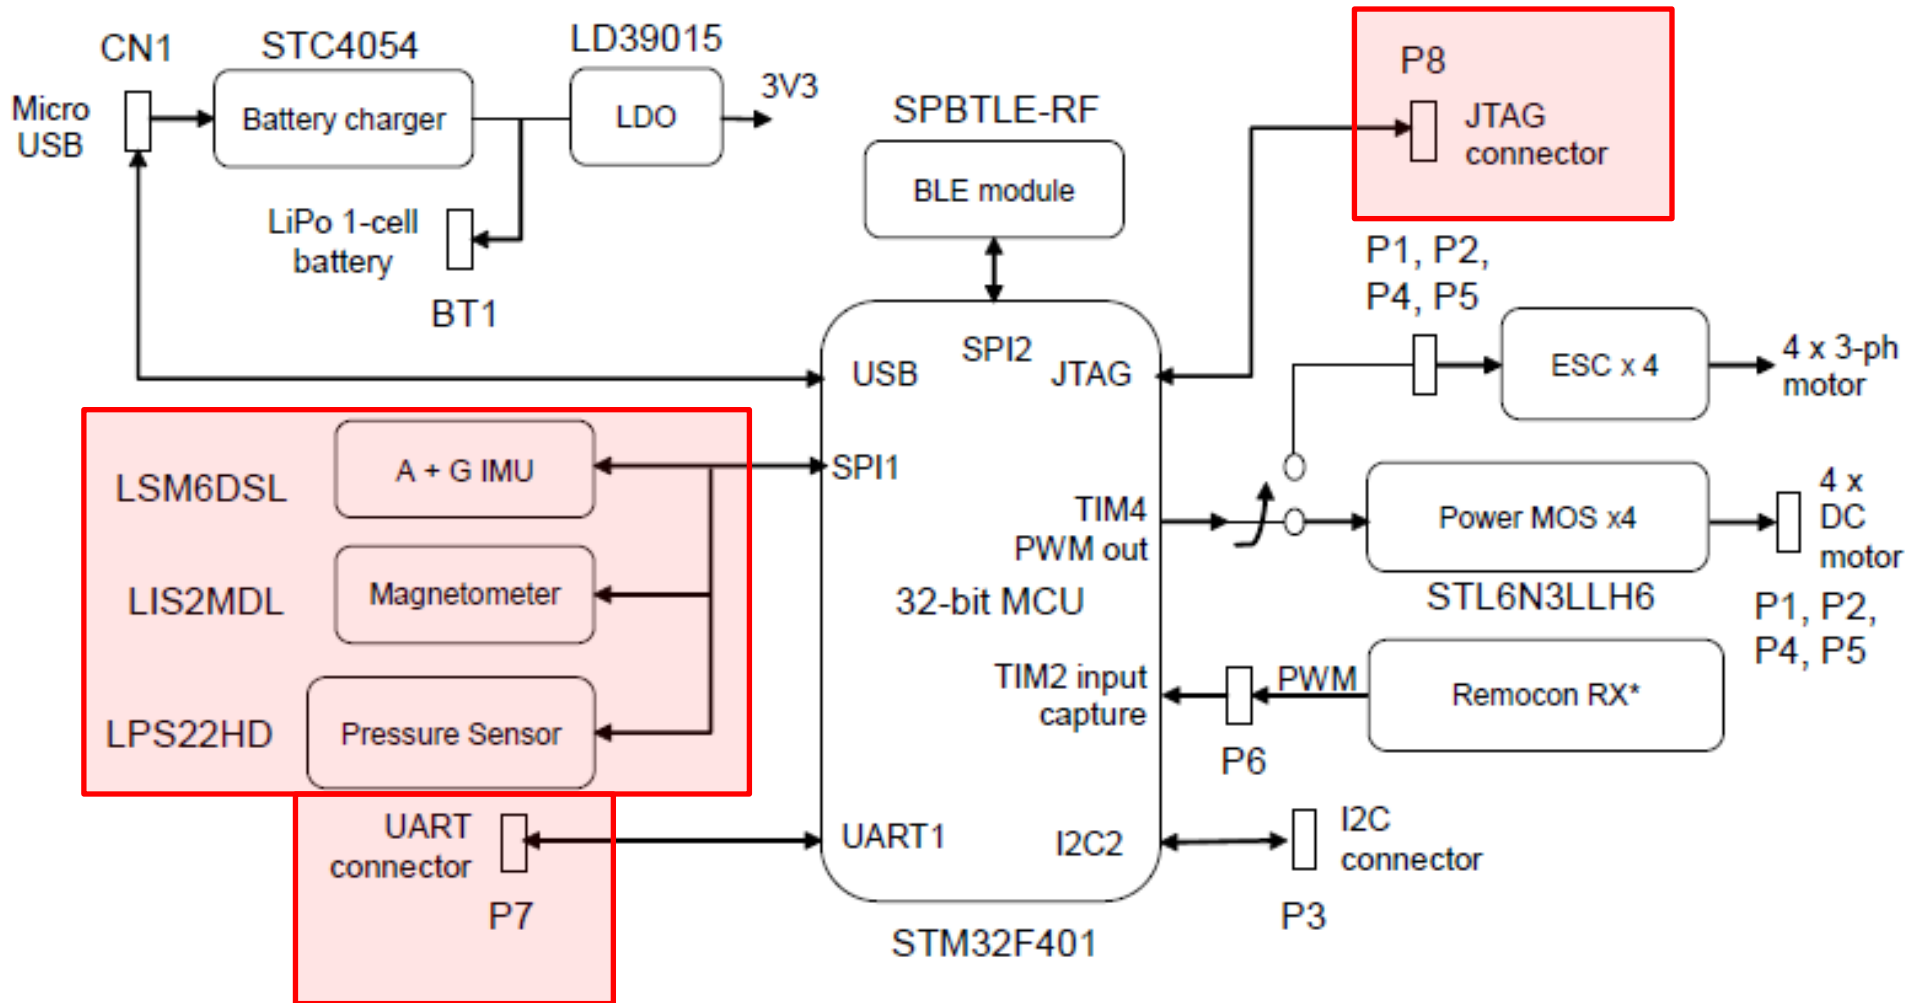 CN1
STC4054
LD39015
Micro
USB
Battery charger
LDO
3V3
LiPo 1-cell
battery
BT1
SPBTLE-RF
BLE module
P8
JTAG
connector
P1, P2,
P4, P5
ESC x 4
4 x 3-ph
motor
SPI2
USB
JTAG
LSM6DSL
A + G IMU
SPI1
LIS2MDL
Magnetometer
LPS22HD
Pressure Sensor
TIM4
PWM out
Power MOS x4
STL6N3LLH6
4 x
DC
motor
P1, P2,
P4, P5
32-bit MCU
TIM2 input
capture
PWM
P6
Remocon RX*
UART
connector
P7
UART1
I2C2
I2C
connector
P3
STM32F401